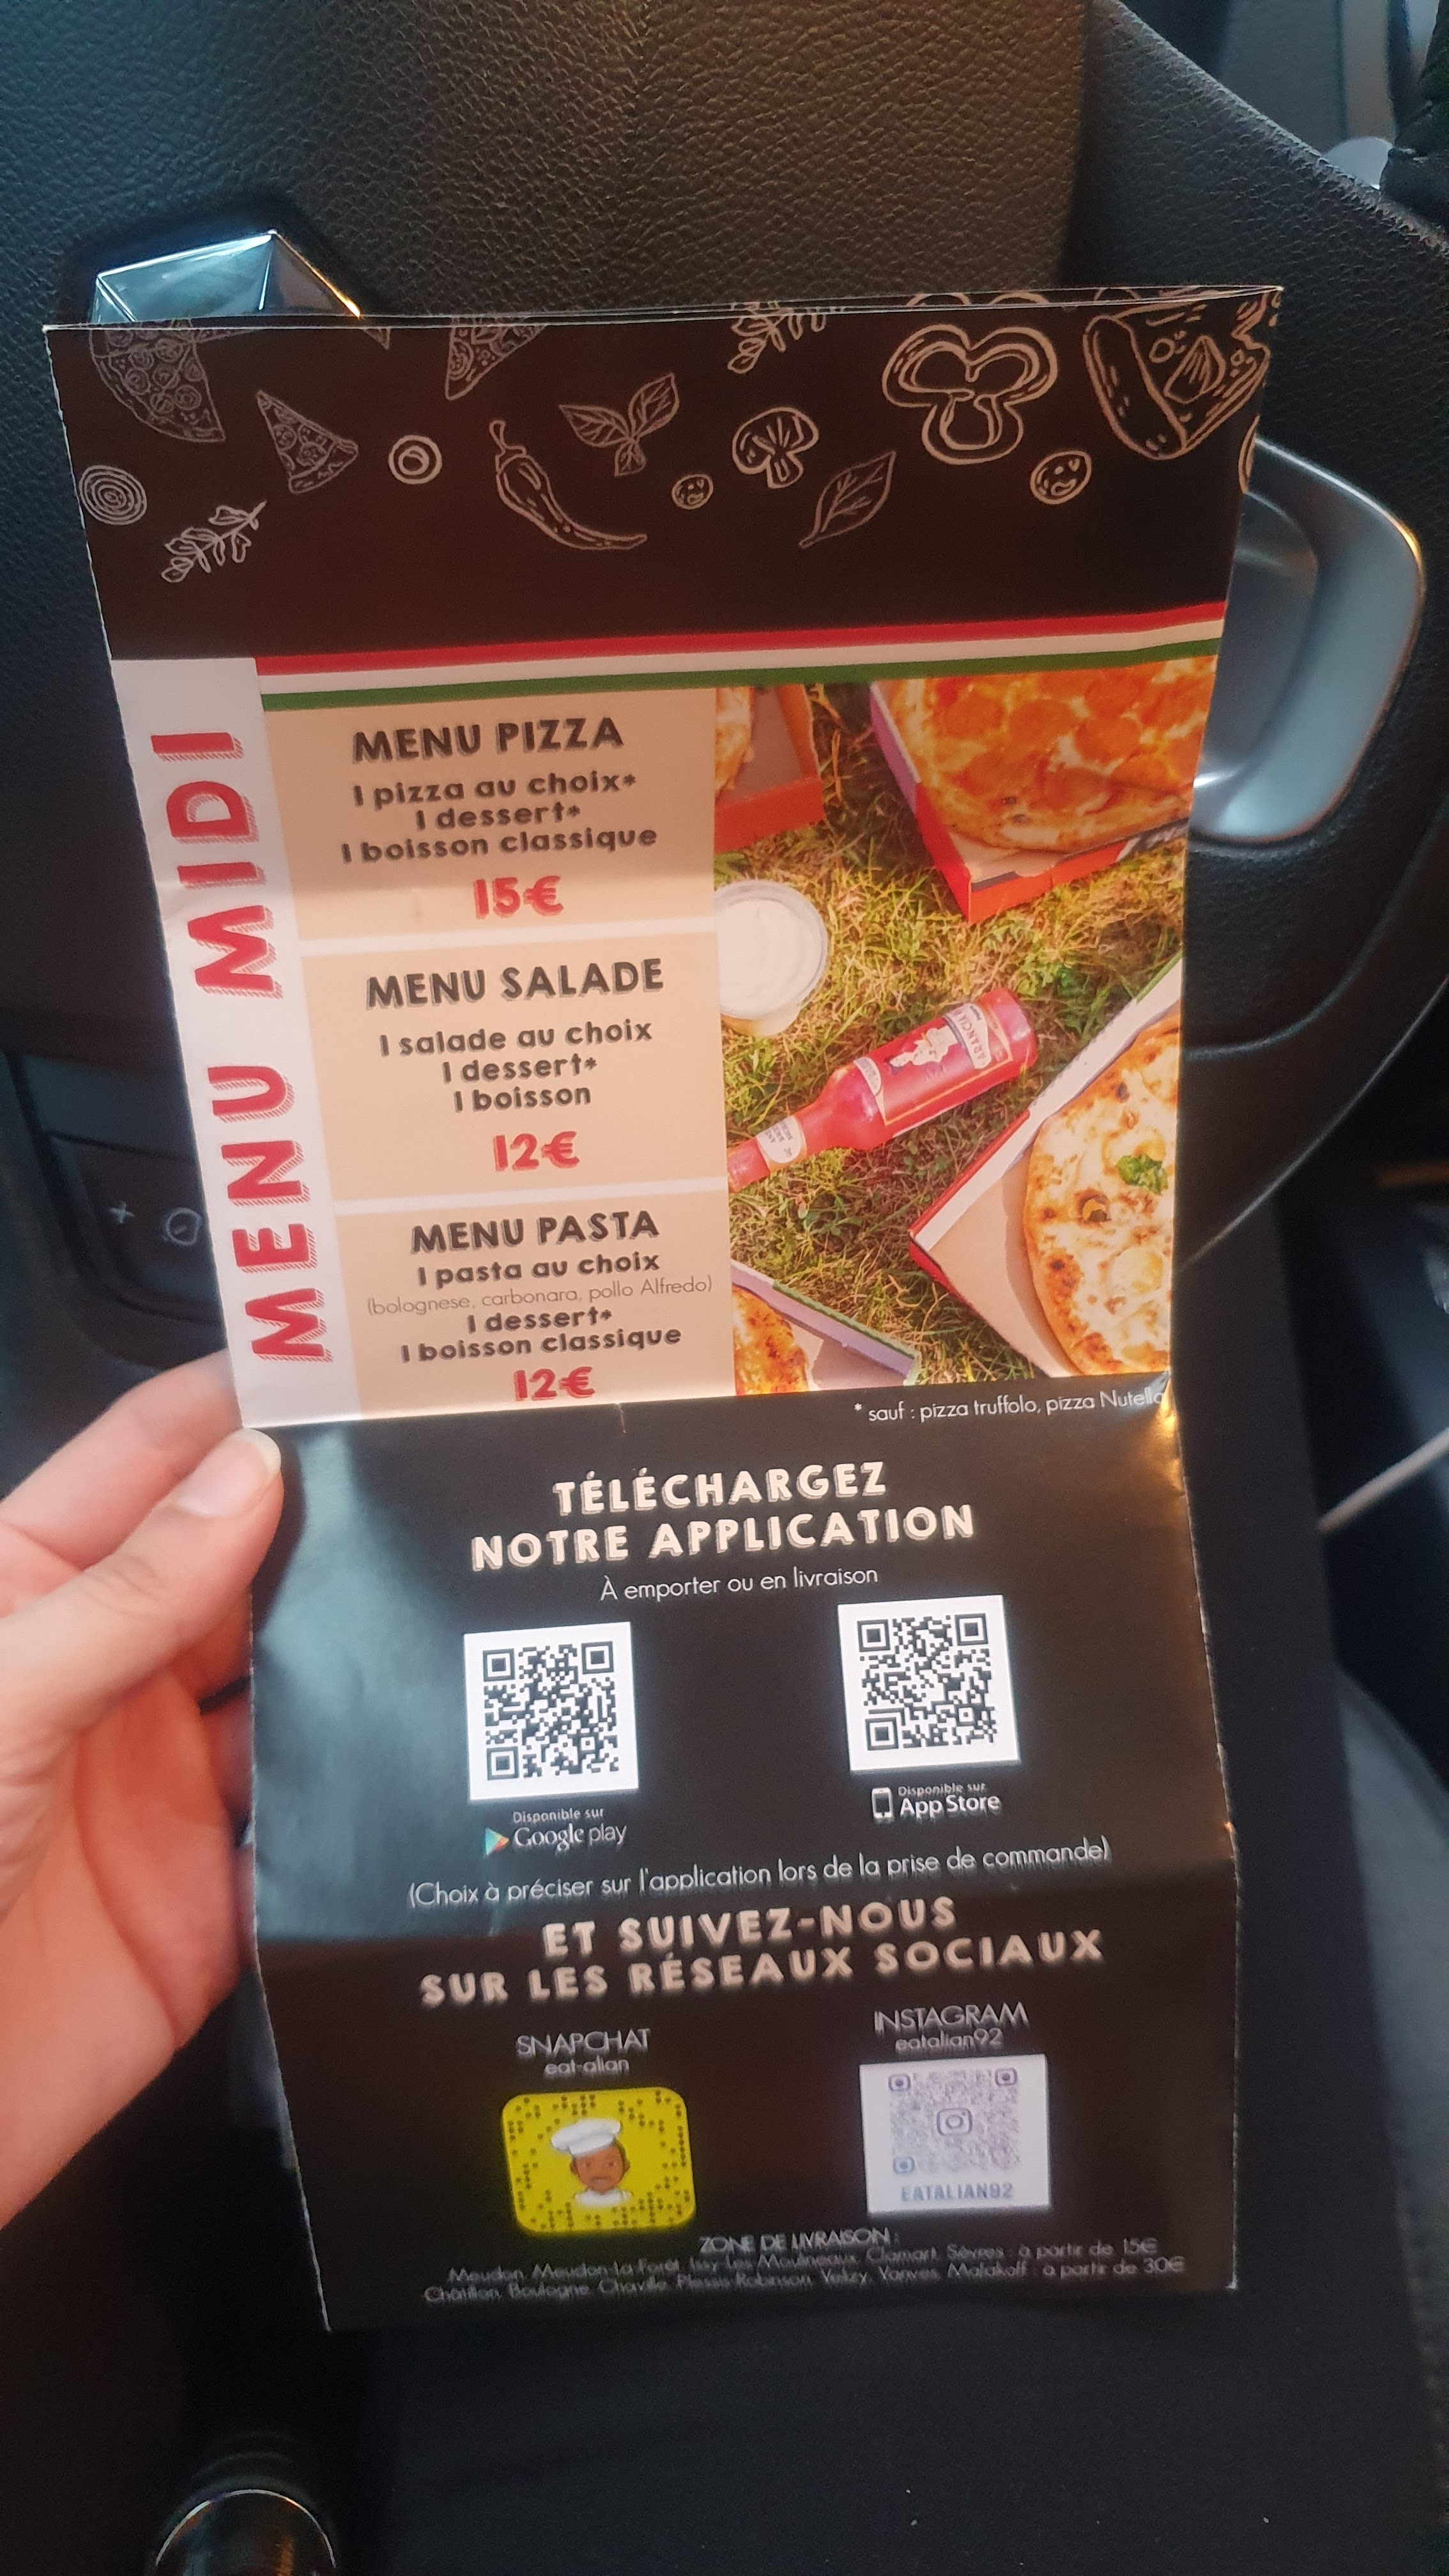 MENU MIDI
MENU PIZZA
1 pizza au choix*
1 dessert*
1 boisson classique
15€
MENU SALADE
1 salade au choix
1 dessert*
1 boisson
12€
MENU PASTA
1 pasta au choix
(bolognese, carbonara, pollo Alfredo)
1 dessert*
1 boisson classique
12€
ARANCIATA
* sauf : pizza truffolo, pizza Nutella
TÉLÉCHARGEZ
NOTRE APPLICATION
À emporter ou en livraison
Disponible sur
Google play
Disponible sur
App Store
(Choix à préciser sur l'application lors de la prise de commande)
ET SUIVEZ-NOUS
SUR LES RÉSEAUX SOCIAUX
SNAPCHAT
eat-alian
INSTAGRAM
eatalian92
EATALIAN92
ZONE DE LIVRAISON :
Meudon, Meudon-La-Forêt, Issy-Les-Moulineaux, Clamart, Sèvres : à partir de 15€
Châtillon, Boulogne, Chaville, Plessis-Robinson, Velizy, Vanves, Malakoff : à partir de 30€